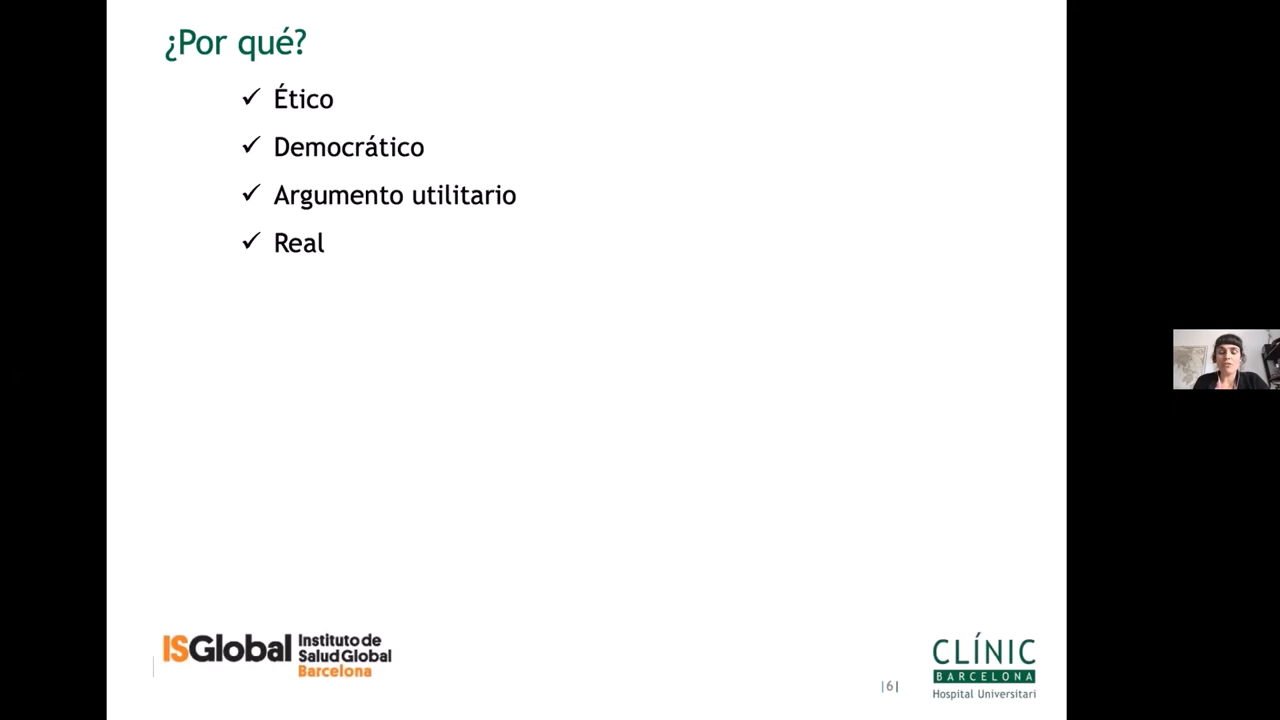 ¿Por qué?
✓ Ético
✓ Democrático
✓ Argumento utilitario
✓ Real
ISGlobal Instituto de
Salud Global
Barcelona
|6|
CLÍNIC
BARCELONA
Hospital Universitari